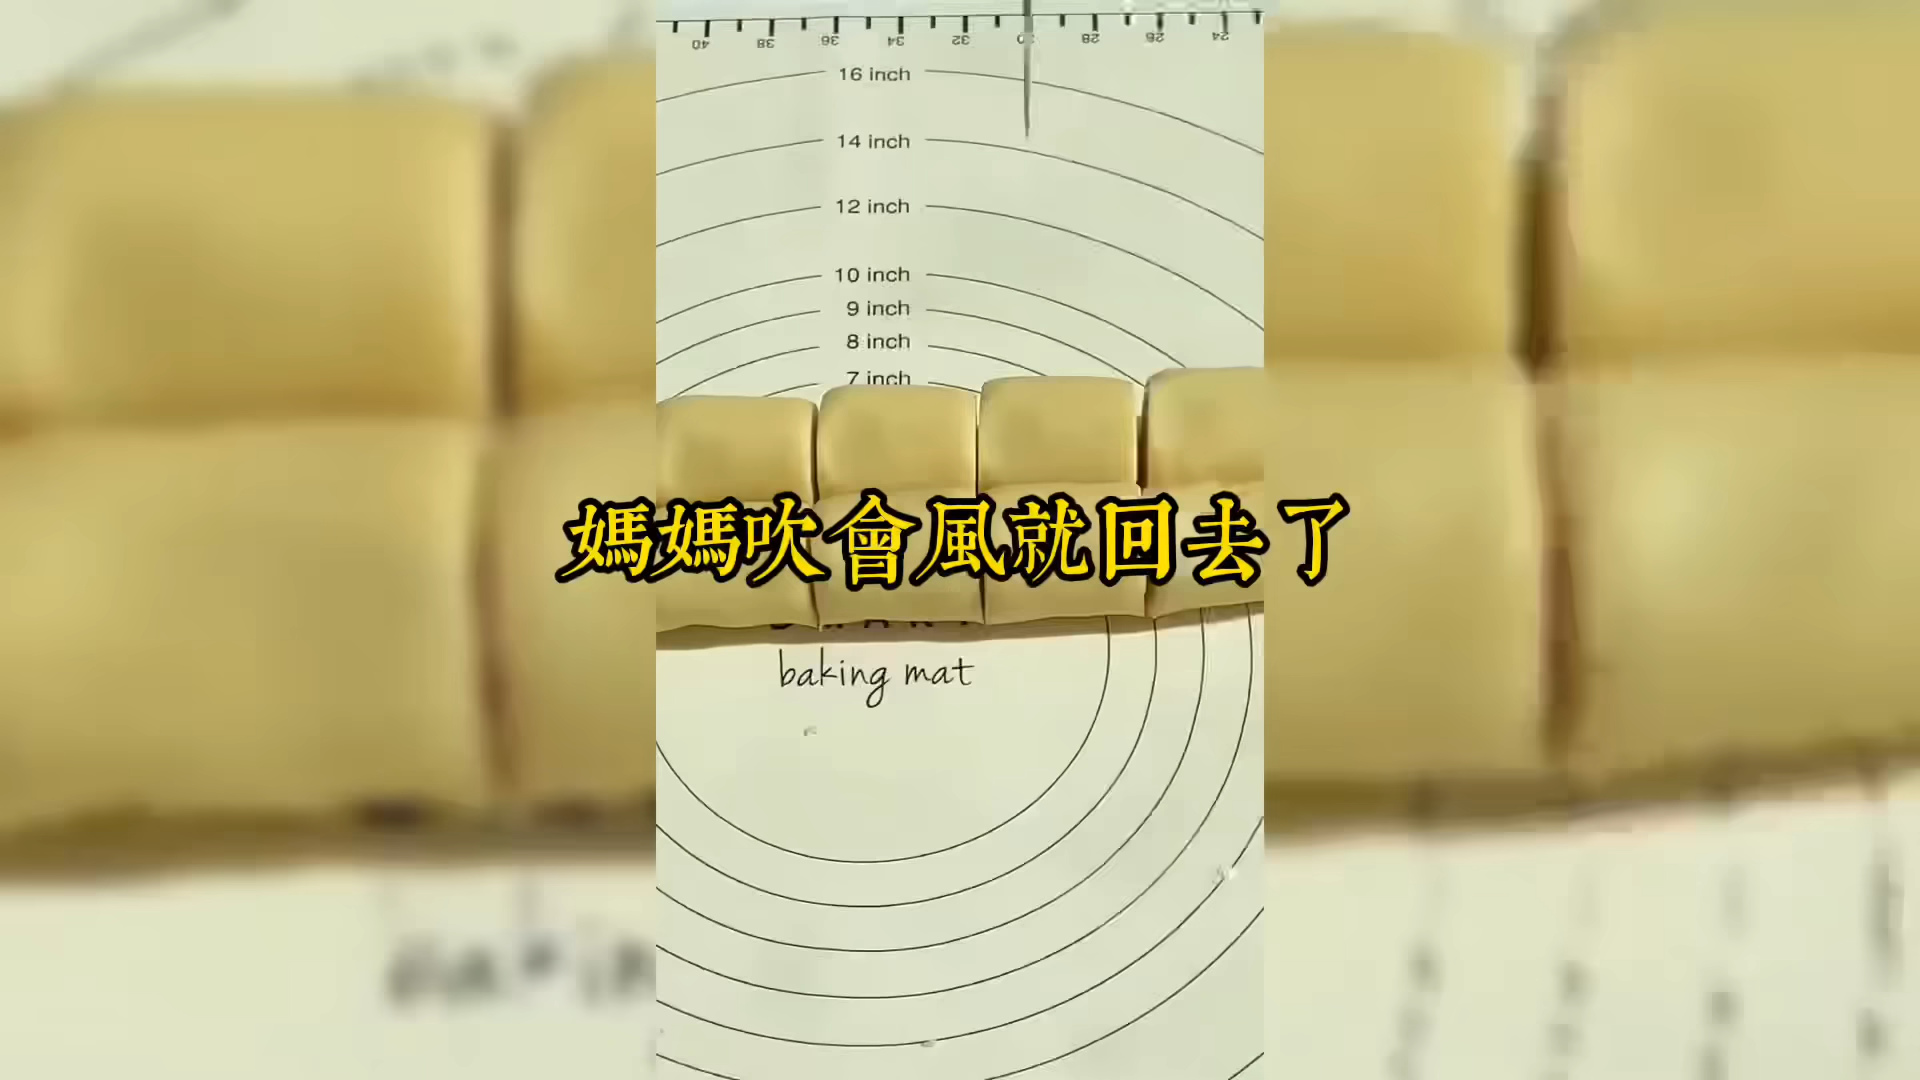 40 38 36 34 32 30 28 26 24
16 inch
14 inch
12 inch
10 inch
9 inch
8 inch
7 inch
媽媽吹會風就回去了
baking mat